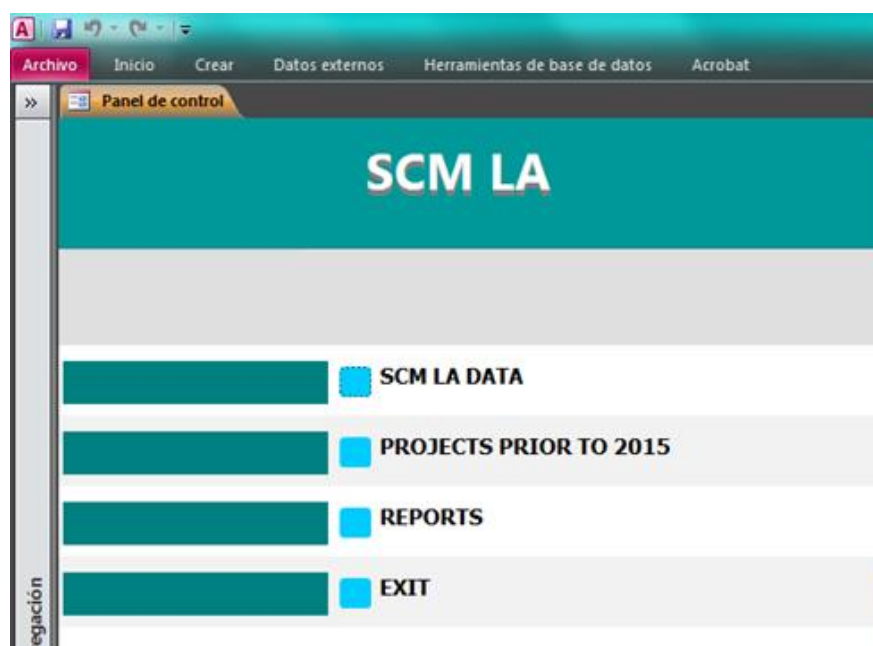 A
Archivo Inicio Crear Datos externos Herramientas de base de datos Acrobat
» Panel de control
SCM LA
SCM LA DATA
PROJECTS PRIOR TO 2015
REPORTS
EXIT
egación